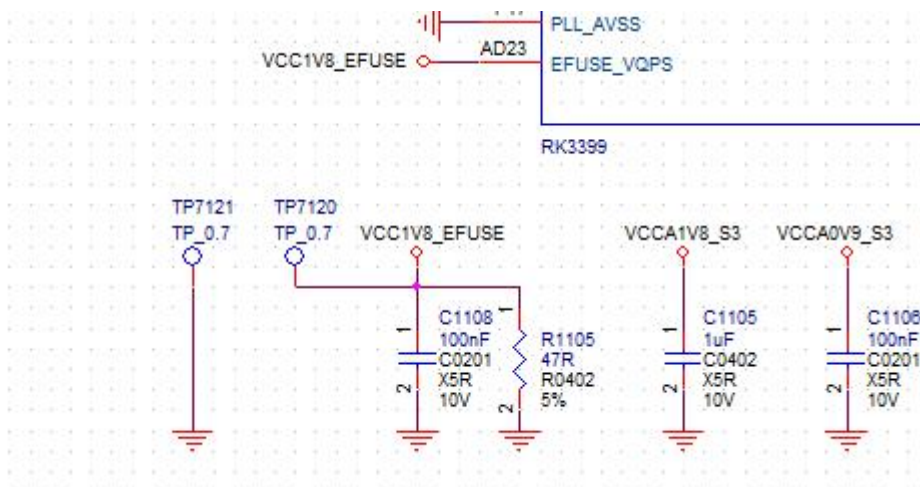 PLL_AVSS
VCC1V8_EFUSE
AD23
EFUSE_VQPS
RK3399
TP7121
TP_0.7
TP7120
TP_0.7
VCC1V8_EFUSE
VCCA1V8_S3
VCCA0V9_S3
1
C1108
100nF
C0201
X5R
10V
2
1
R1105
47R
R0402
5%
2
1
C1105
1uF
C0402
X5R
10V
2
1
C1106
100nF
C0201
X5R
10V
2